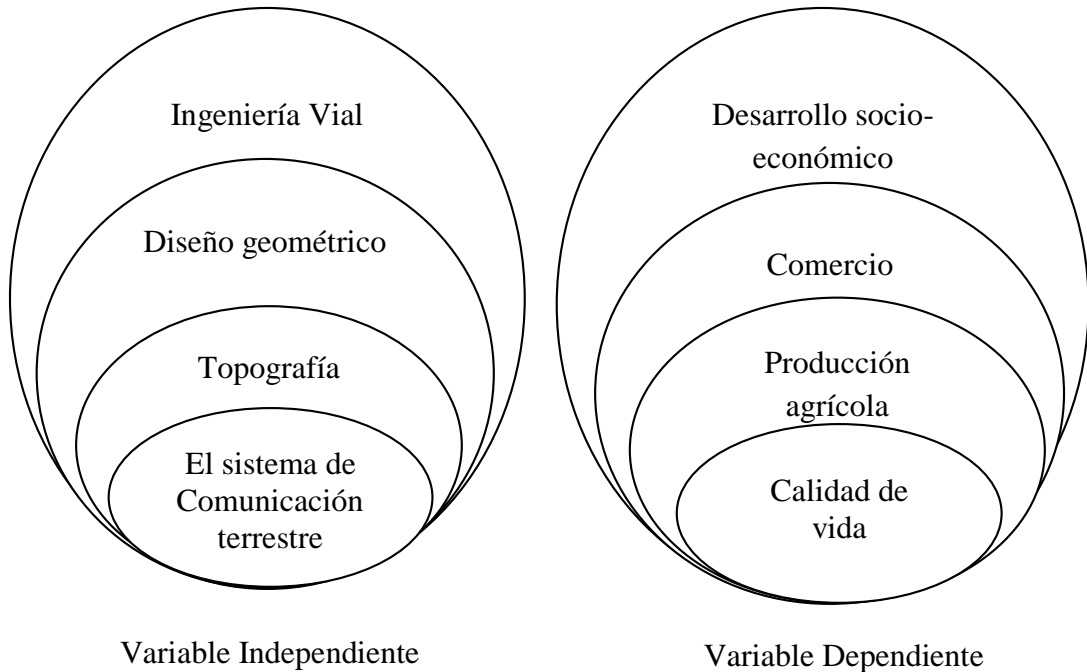 Ingeniería Vial
Diseño geométrico
Topografía
El sistema de
Comunicación
terrestre
Variable Independiente
Desarrollo socio-
económico
Comercio
Producción
agrícola
Calidad de
vida
Variable Dependiente